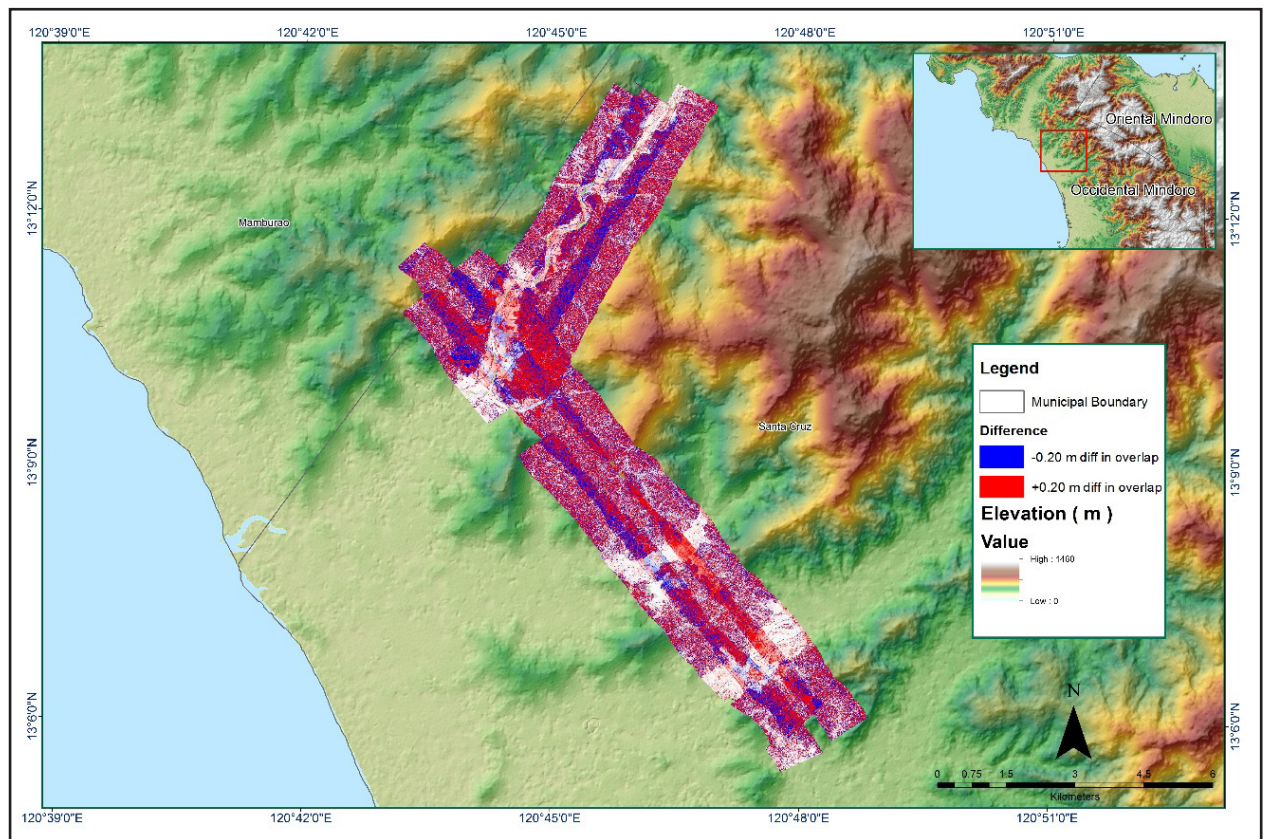 120°39'0"E
120°42'0"E
120°45'0"E
120°48'0"E
120°51'0"E
Oriental Mindoro
Occidental Mindoro
13°12'0"N
13°12'0"N
Mamburao
Legend
Municipal Boundary
Difference
-0.20 m diff in overlap
+0.20 m diff in overlap
Elevation ( m )
Value
High : 1460
Low : 0
Santa Cruz
13°9'0"N
13°9'0"N
13°6'0"N
13°6'0"N
N
0 0.75 1.5 3 4.5 6
Kilometers
120°39'0"E
120°42'0"E
120°45'0"E
120°48'0"E
120°51'0"E